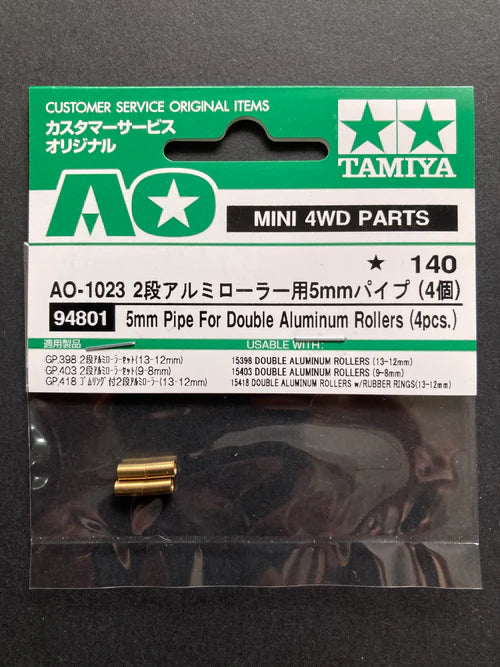 CUSTOMER SERVICE ORIGINAL ITEMS
カスタマーサービス
オリジナル
TAMIYA
AO
MINI 4WD PARTS
★ 140
AO-1023 2段アルミローラー用5mmパイプ (4個)
94801 5mm Pipe For Double Aluminum Rollers (4pcs.)
適用製品 USABLE WITH:
GP.398 2段ｱﾙﾐﾛｰﾗｰｾｯﾄ(13-12mm) 15398 DOUBLE ALUMINUM ROLLERS (13-12mm)
GP.403 2段ｱﾙﾐﾛｰﾗｰｾｯﾄ(9-8mm) 15403 DOUBLE ALUMINUM ROLLERS (9-8mm)
GP.418 ｺﾞﾑﾘﾝｸﾞ付2段ｱﾙﾐﾛｰﾗｰ(13-12mm) 15418 DOUBLE ALUMINUM ROLLERS w/RUBBER RINGS(13-12mm)